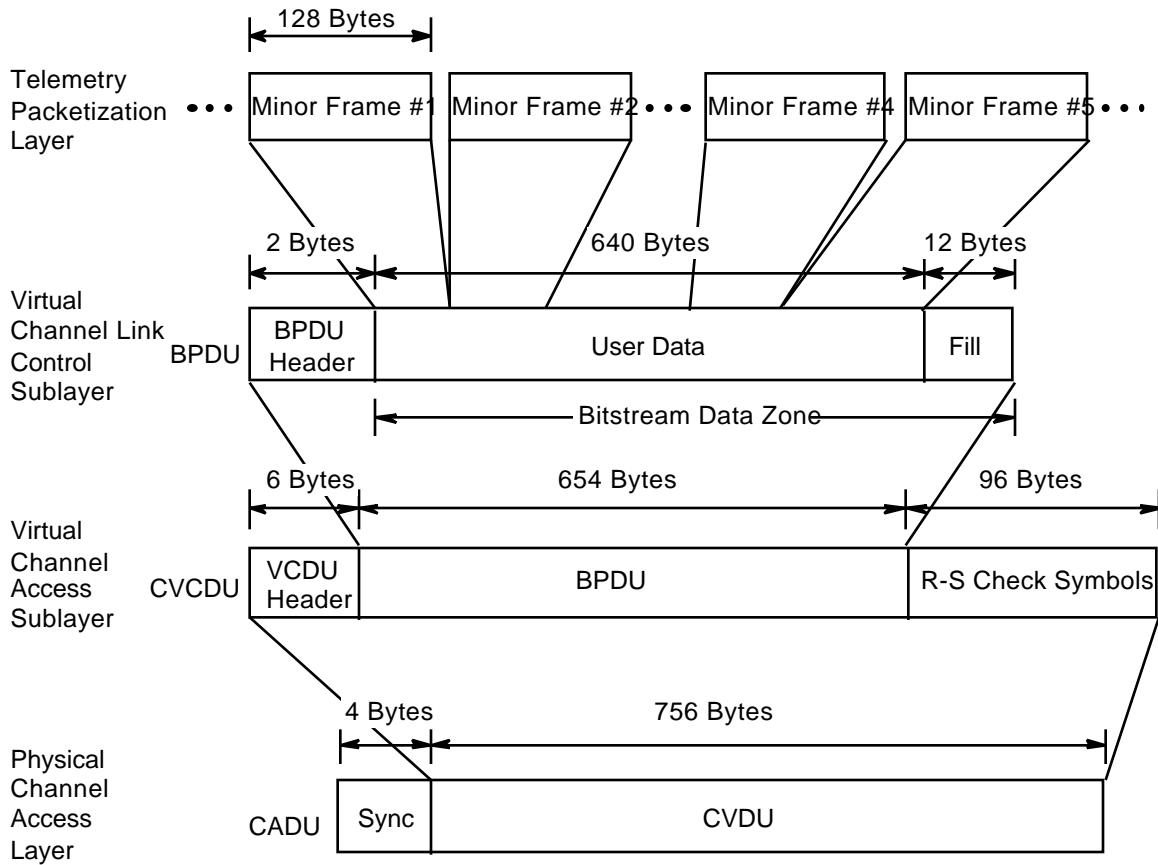 128 Bytes
Telemetry
Packetization
Layer
Minor Frame #1
Minor Frame #2
Minor Frame #4
Minor Frame #5
2 Bytes
640 Bytes
12 Bytes
Virtual
Channel Link
Control
Sublayer
BPDU
BPDU
Header
User Data
Fill
Bitstream Data Zone
6 Bytes
654 Bytes
96 Bytes
Virtual
Channel
Access
Sublayer
CVCDU
VCDU
Header
BPDU
R-S Check Symbols
4 Bytes
756 Bytes
Physical
Channel
Access
Layer
CADU
Sync
CVDU